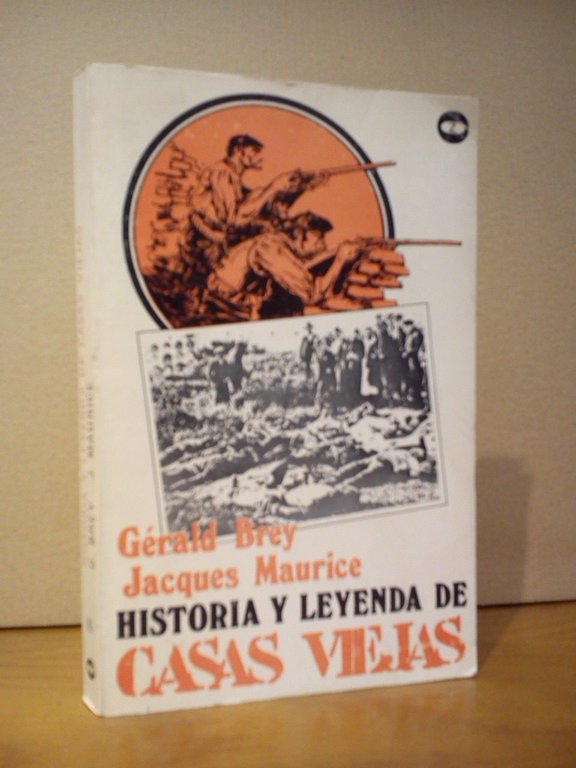 Gérald Brey
Jacques Maurice
HISTORIA Y LEYENDA DE
CASAS VIEJAS